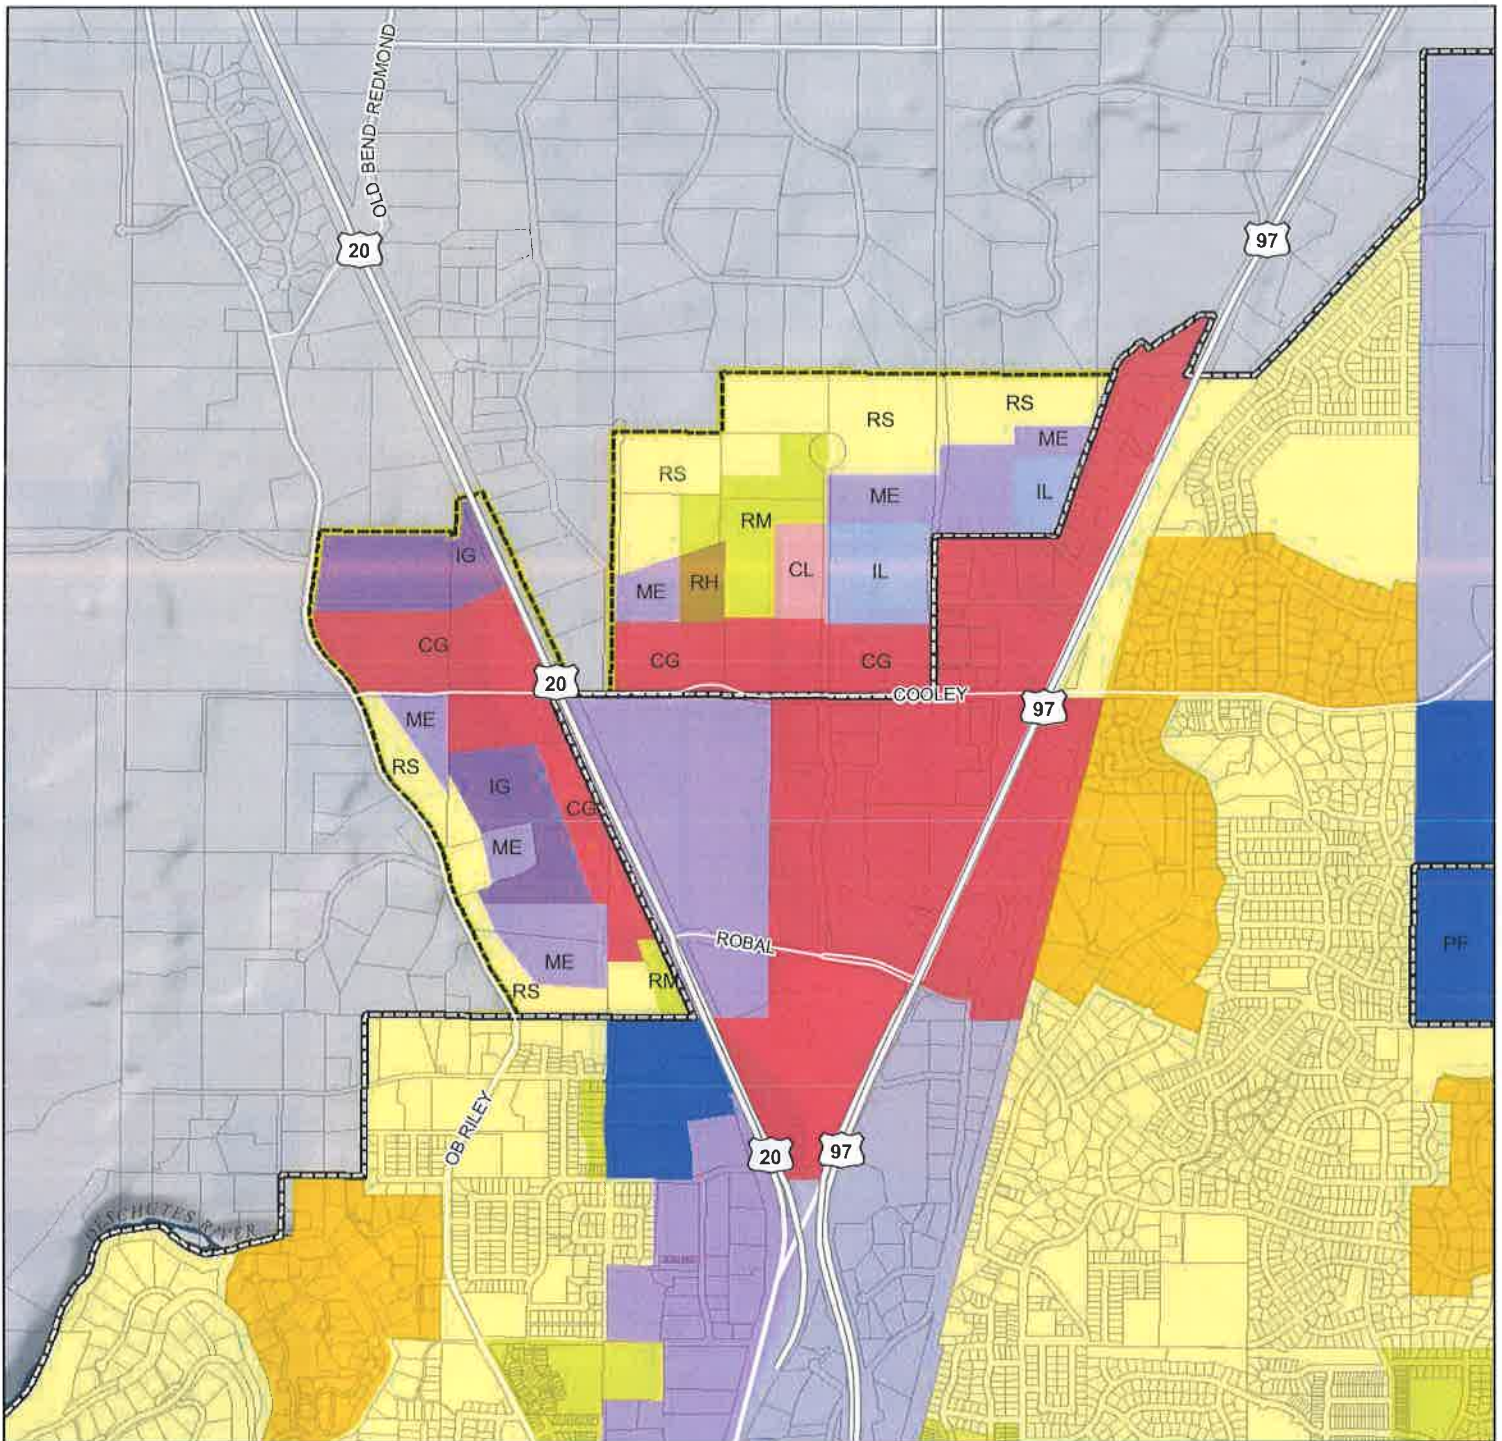 OLD BEND-REDMOND
20
97
RS
RS
ME
RS
ME
IL
RM
IG
CL
IL
ME
RH
CG
CG
CG
20
COOLEY
97
ME
RS
IG
CG
ME
ROBAL
PF
ME
RM
RS
OB RILEY
20
97
DESCHUTES RIVER